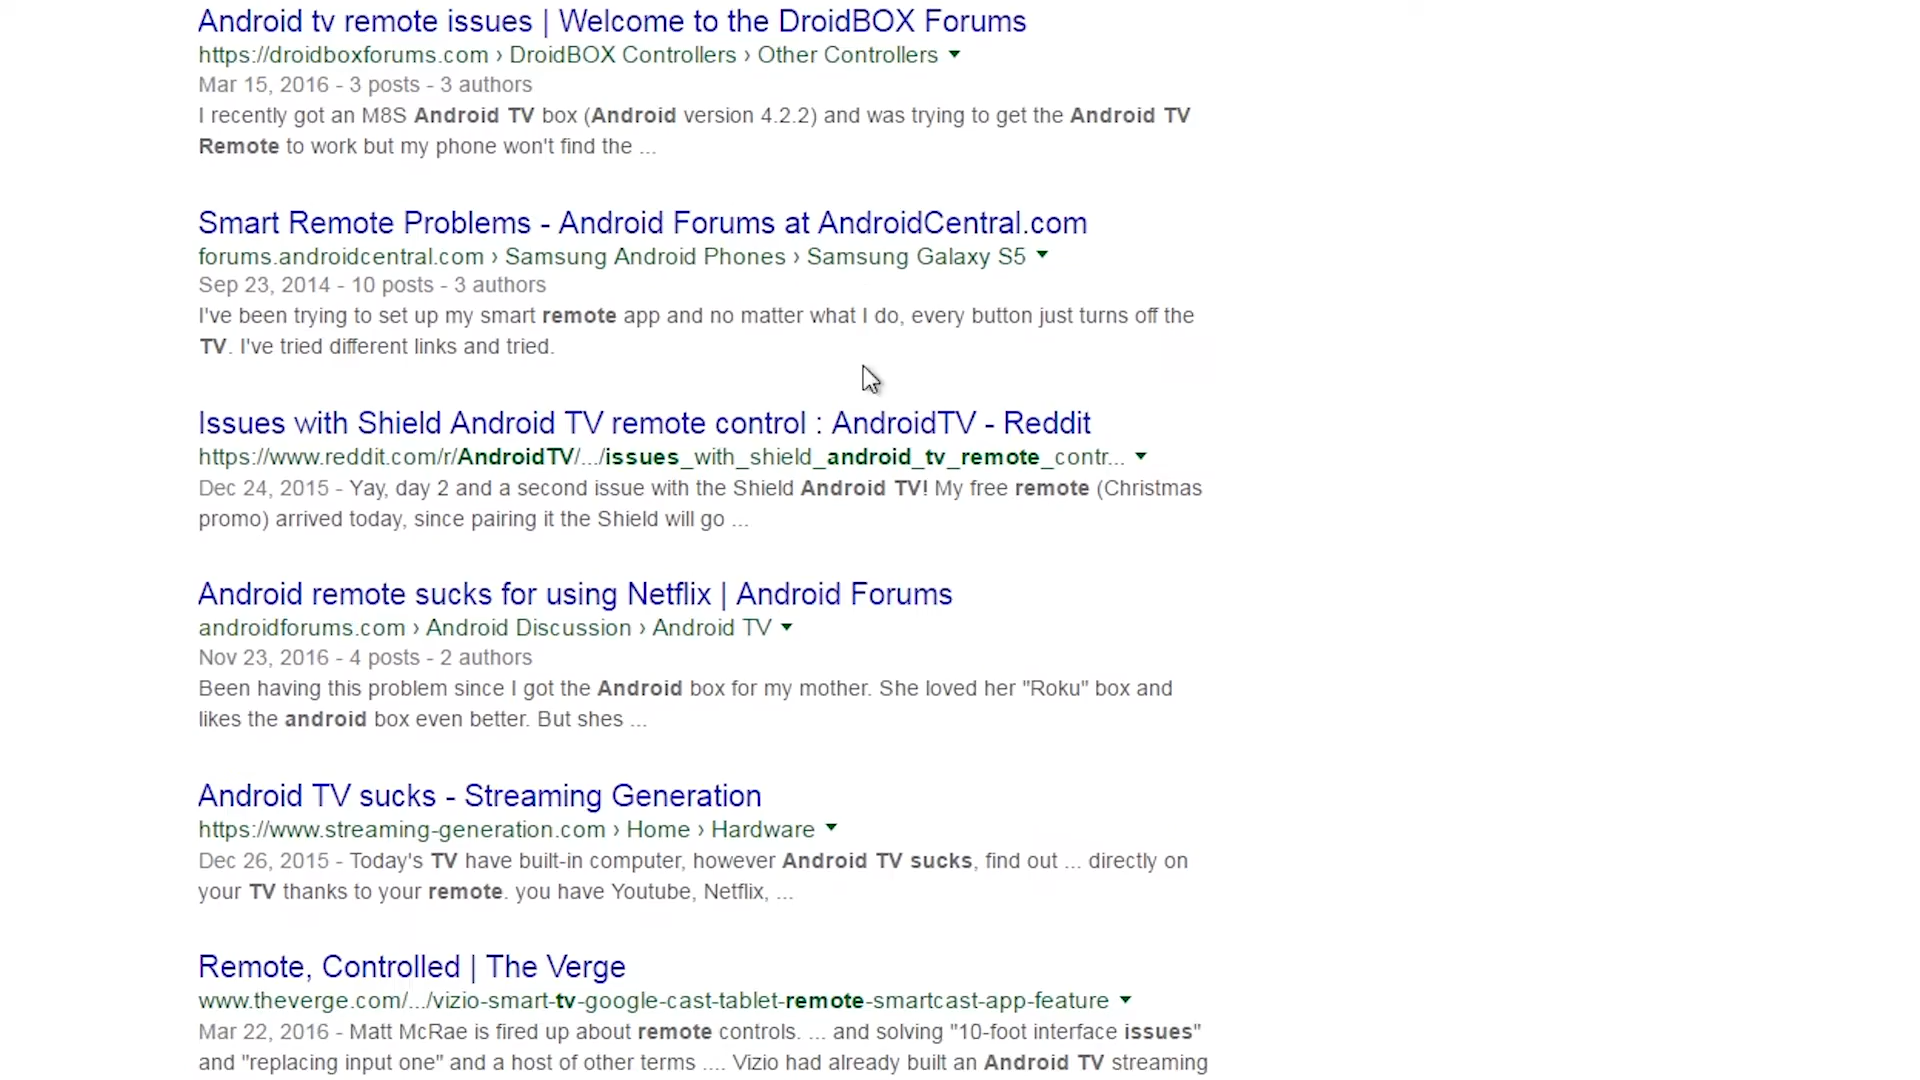 Android tv remote issues | Welcome to the DroidBOX Forums
https://droidboxforums.com › DroidBOX Controllers › Other Controllers
Mar 15, 2016 - 3 posts - 3 authors
I recently got an M8S Android TV box (Android version 4.2.2) and was trying to get the Android TV
Remote to work but my phone won't find the ...
Smart Remote Problems - Android Forums at AndroidCentral.com
forums.androidcentral.com › Samsung Android Phones › Samsung Galaxy S5
Sep 23, 2014 - 10 posts - 3 authors
I've been trying to set up my smart remote app and no matter what I do, every button just turns off the
TV. I've tried different links and tried.
Issues with Shield Android TV remote control : AndroidTV - Reddit
https://www.reddit.com/r/AndroidTV/.../issues_with_shield_android_tv_remote_contr...
Dec 24, 2015 - Yay, day 2 and a second issue with the Shield Android TV! My free remote (Christmas
promo) arrived today, since pairing it the Shield will go ...
Android remote sucks for using Netflix | Android Forums
androidforums.com › Android Discussion › Android TV
Nov 23, 2016 - 4 posts - 2 authors
Been having this problem since I got the Android box for my mother. She loved her "Roku" box and
likes the android box even better. But shes ...
Android TV sucks - Streaming Generation
https://www.streaming-generation.com › Home › Hardware
Dec 26, 2015 - Today's TV have built-in computer, however Android TV sucks, find out ... directly on
your TV thanks to your remote. you have Youtube, Netflix, ...
Remote, Controlled | The Verge
www.theverge.com/.../vizio-smart-tv-google-cast-tablet-remote-smartcast-app-feature
Mar 22, 2016 - Matt McRae is fired up about remote controls. ... and solving "10-foot interface issues"
and "replacing input one" and a host of other terms .... Vizio had already built an Android TV streaming